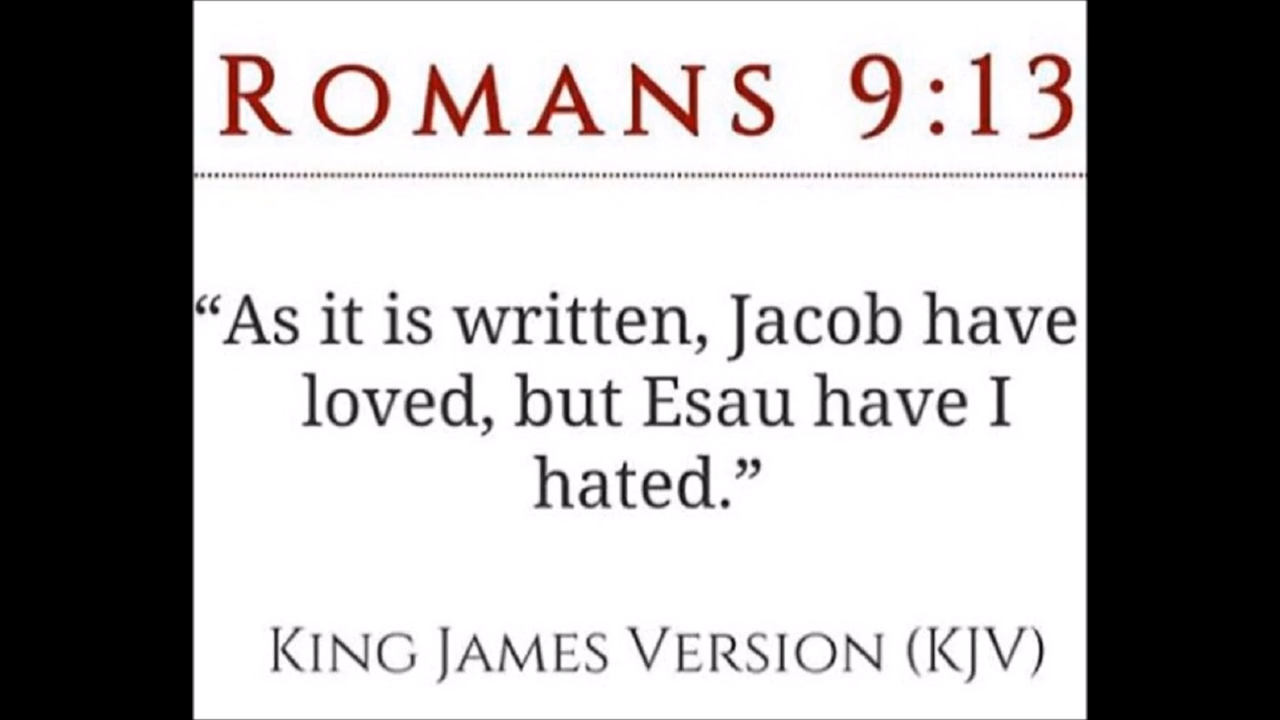 ROMANS 9:13
“As it is written, Jacob have
loved, but Esau have I
hated.”
KING JAMES VERSION (KJV)